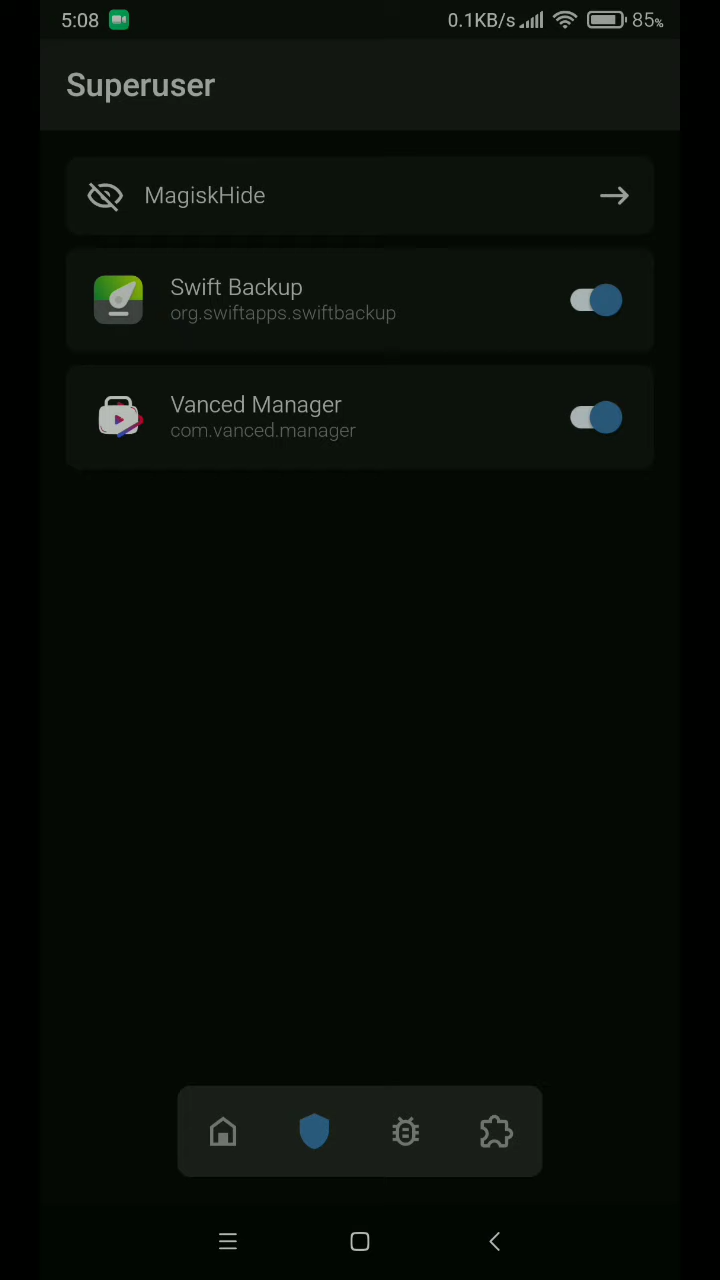 5:08 0.1KB/s 85%
Superuser
MagiskHide
Swift Backup
org.swiftapps.swiftbackup
Vanced Manager
com.vanced.manager